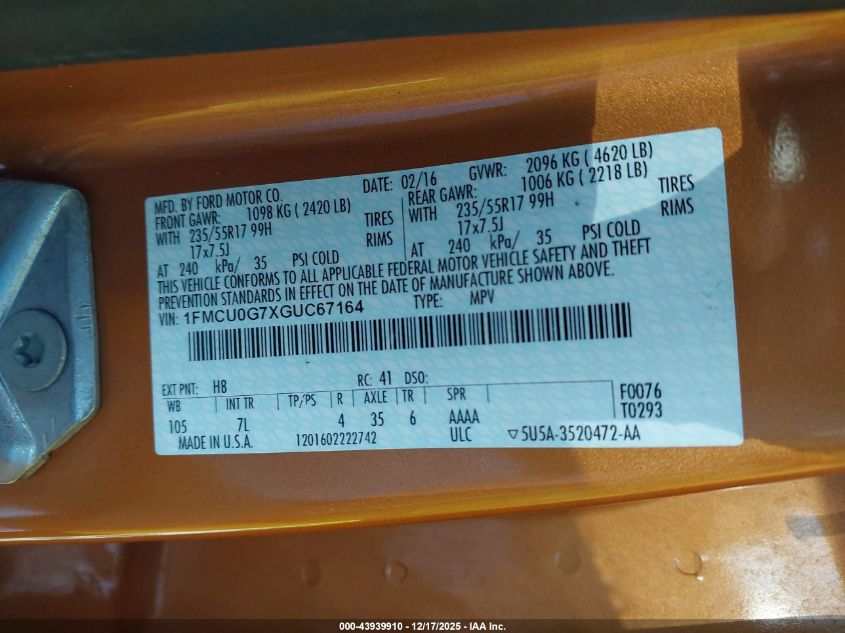 MFD. BY FORD MOTOR CO. DATE: 02/16 GVWR: 2096 KG ( 4620 LB)
FRONT GAWR: 1098 KG ( 2420 LB) REAR GAWR: 1006 KG ( 2218 LB)
WITH 235/55R17 99H TIRES WITH 235/55R17 99H TIRES
17x7.5J RIMS 17x7.5J RIMS
AT 240 kPa/ 35 PSI COLD AT 240 kPa/ 35 PSI COLD
THIS VEHICLE CONFORMS TO ALL APPLICABLE FEDERAL MOTOR VEHICLE SAFETY AND THEFT
PREVENTION STANDARDS IN EFFECT ON THE DATE OF MANUFACTURE SHOWN ABOVE.
VIN: 1FMCU0G7XGUC67164 TYPE: MPV
EXT PNT: H8 RC: 41 DSO:
WB INT TR TP/PS R AXLE TR SPR F0076
105 7L 4 35 6 AAAA T0293
MADE IN U.S.A. 1201602222742 ULC ▽5U5A-3520472-AA
000-43939910 - 12/17/2025 - IAA Inc.